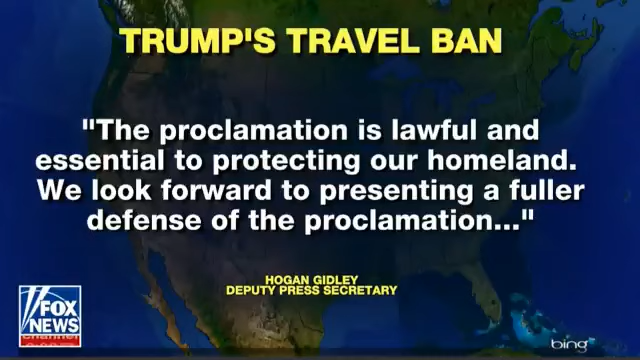 TRUMP'S TRAVEL BAN
"The proclamation is lawful and
essential to protecting our homeland.
We look forward to presenting a fuller
defense of the proclamation..."
HOGAN GIDLEY
DEPUTY PRESS SECRETARY
FOX
NEWS
channel
bing